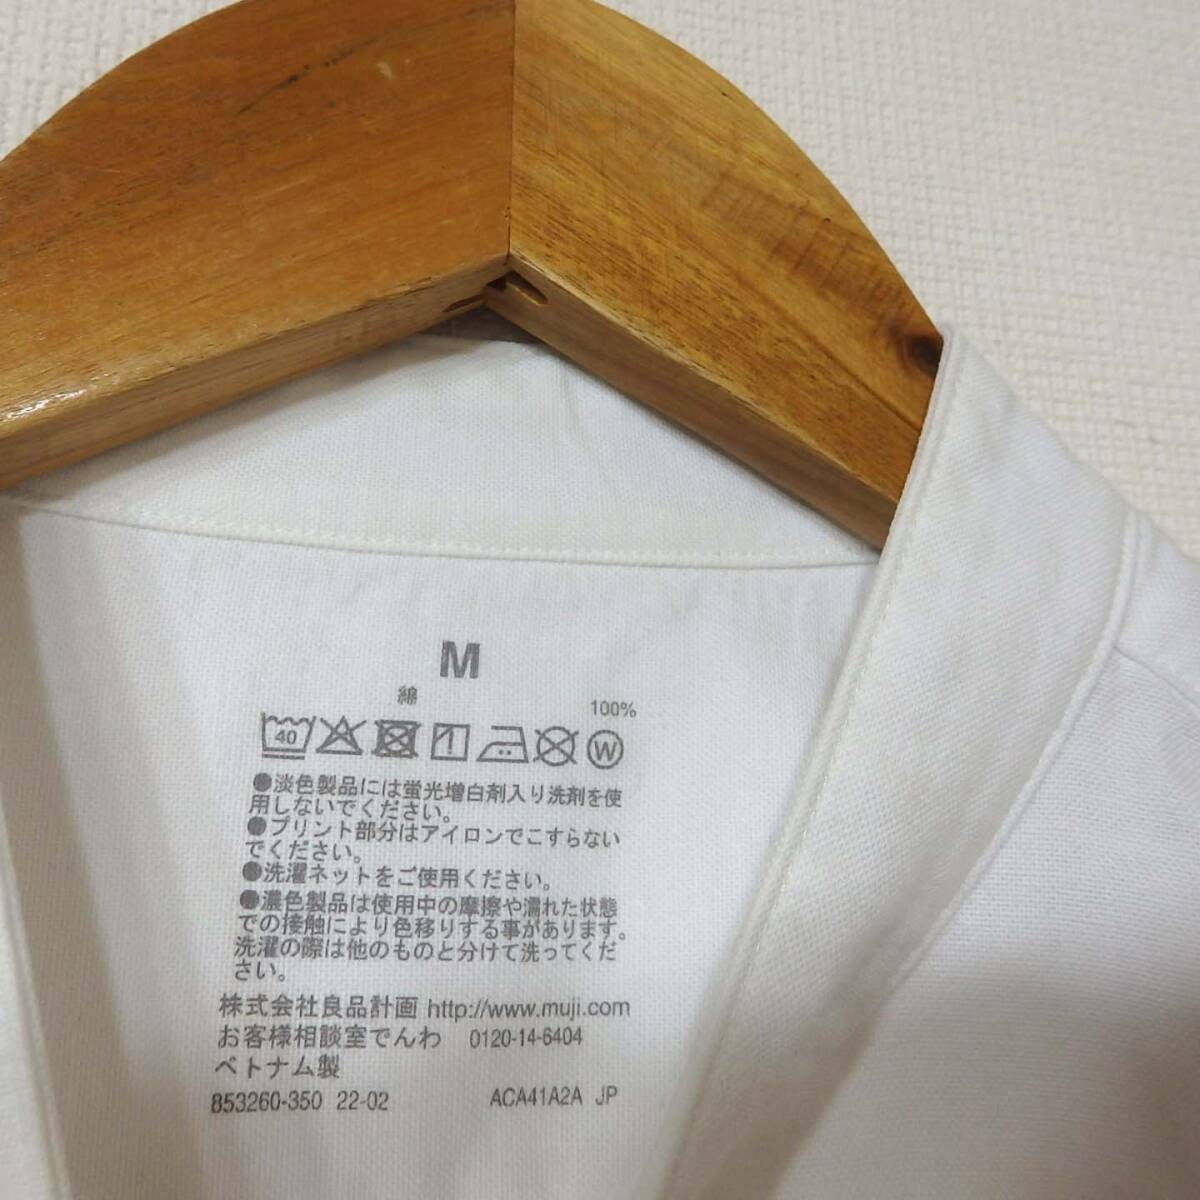 M
綿 100%
40 W
●淡色製品には蛍光増白剤入り洗剤を使
用しないでください。
●プリント部分はアイロンでこすらない
でください。
●洗濯ネットをご使用ください。
●濃色製品は使用中の摩擦や濡れた状態
での接触により色移りする事があります。
洗濯の際は他のものと分けて洗ってくだ
さい。
株式会社良品計画 http://www.muji.com
お客様相談室でんわ 0120-14-6404
ベトナム製
853260-350 22-02 ACA41A2A JP